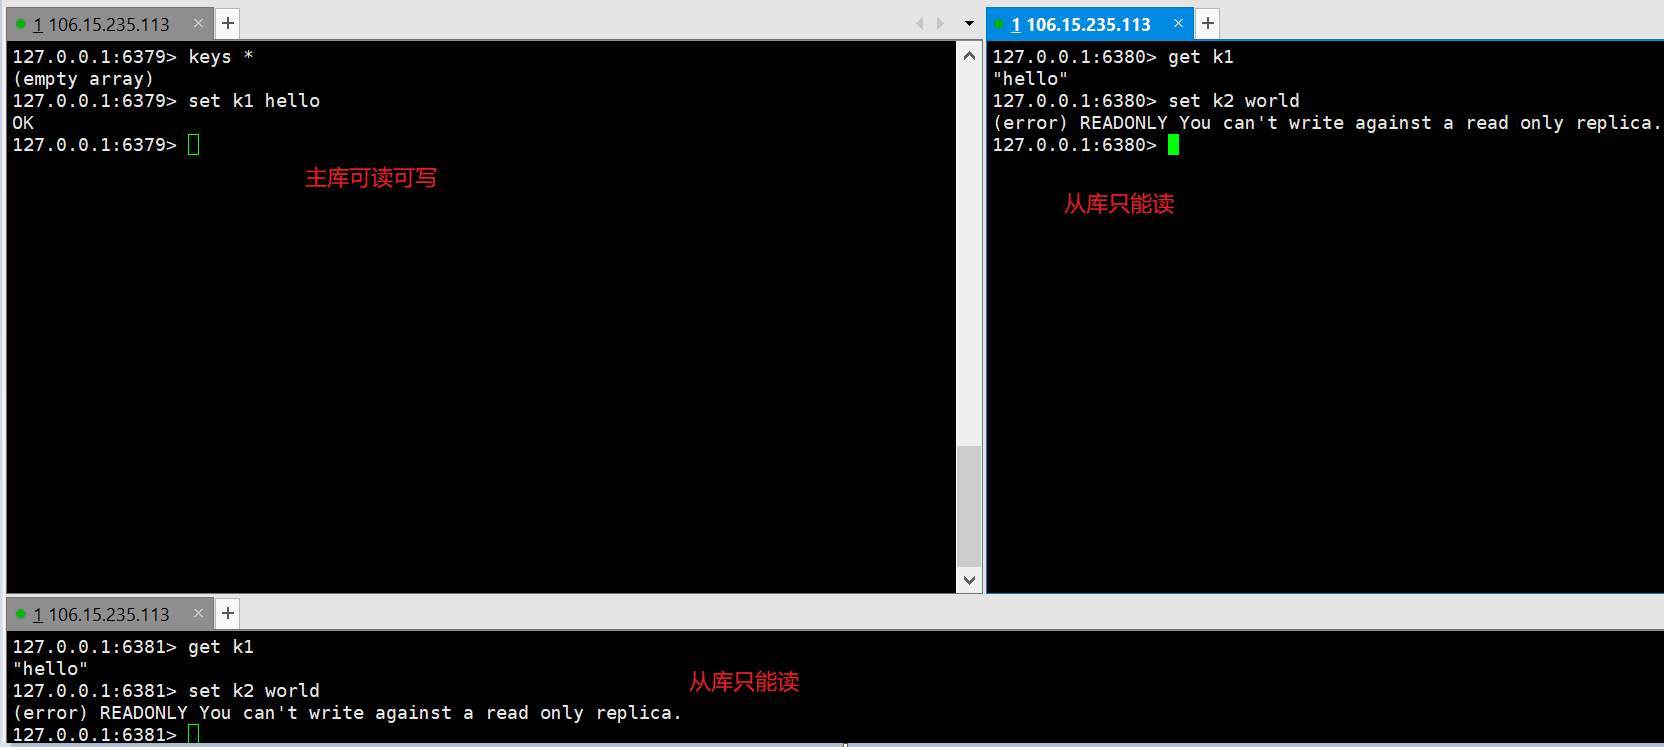 1 106.15.235.113 × +
127.0.0.1:6379> keys *
(empty array)
127.0.0.1:6379> set k1 hello
OK
127.0.0.1:6379>
主库可读可写
1 106.15.235.113 × +
127.0.0.1:6380> get k1
"hello"
127.0.0.1:6380> set k2 world
(error) READONLY You can't write against a read only replica.
127.0.0.1:6380>
从库只能读
1 106.15.235.113 × +
127.0.0.1:6381> get k1
"hello"
127.0.0.1:6381> set k2 world
(error) READONLY You can't write against a read only replica.
127.0.0.1:6381>
从库只能读